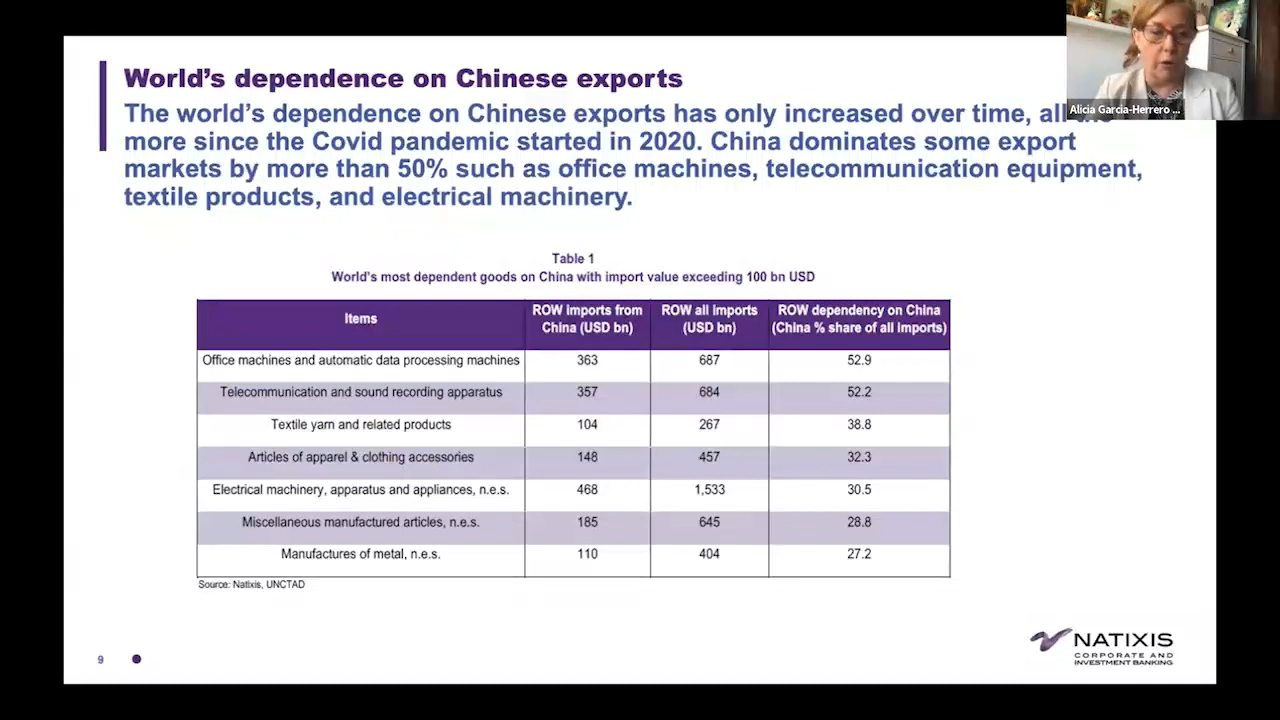 World's dependence on Chinese exports
The world's dependence on Chinese exports has only increased over time, all the
more since the Covid pandemic started in 2020. China dominates some export
markets by more than 50% such as office machines, telecommunication equipment,
textile products, and electrical machinery.
Alicia Garcia-Herrero ...
Table 1
World's most dependent goods on China with import value exceeding 100 bn USD
Items ROW imports from China (USD bn) ROW all imports (USD bn) ROW dependency on China (China % share of all imports)
Office machines and automatic data processing machines 363 687 52.9
Telecommunication and sound recording apparatus 357 684 52.2
Textile yarn and related products 104 267 38.8
Articles of apparel & clothing accessories 148 457 32.3
Electrical machinery, apparatus and appliances, n.e.s. 468 1,533 30.5
Miscellaneous manufactured articles, n.e.s. 185 645 28.8
Manufactures of metal, n.e.s. 110 404 27.2
Source: Natixis, UNCTAD
9
NATIXIS
CORPORATE AND
INVESTMENT BANKING